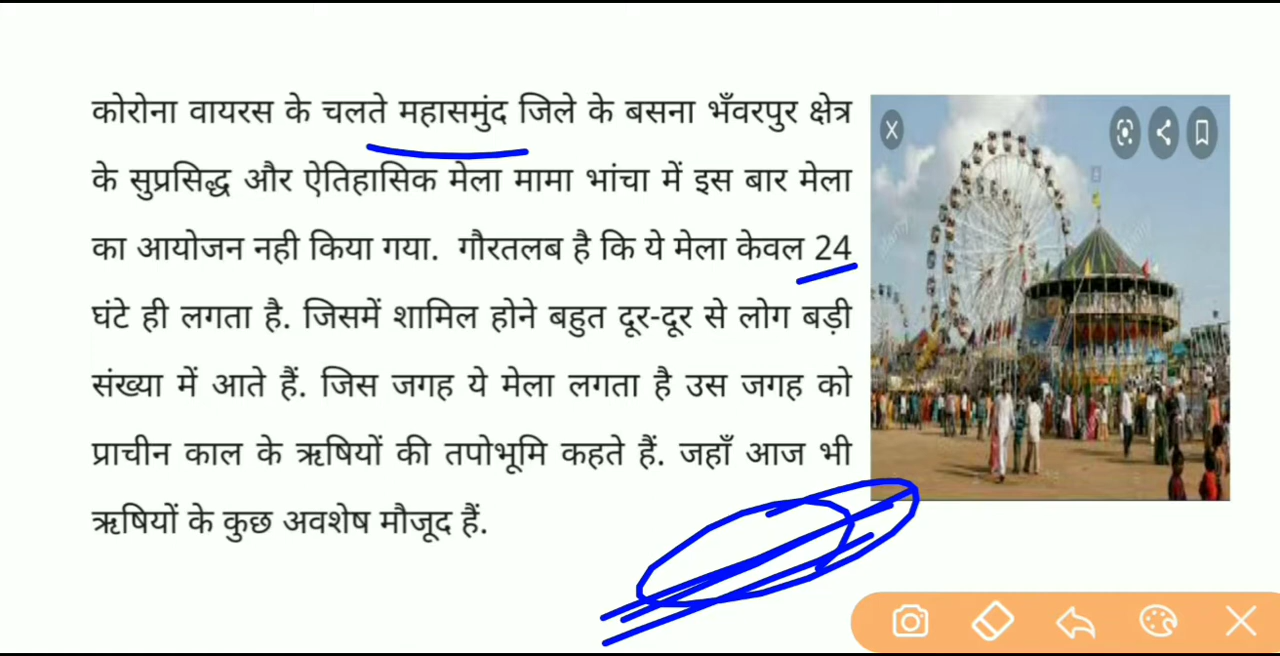 कोरोना वायरस के चलते महासमुंद जिले के बसना भँवरपुर क्षेत्र
के सुप्रसिद्ध और ऐतिहासिक मेला मामा भांचा में इस बार मेला
का आयोजन नही किया गया. गौरतलब है कि ये मेला केवल 24
घंटे ही लगता है. जिसमें शामिल होने बहुत दूर-दूर से लोग बड़ी
संख्या में आते हैं. जिस जगह ये मेला लगता है उस जगह को
प्राचीन काल के ऋषियों की तपोभूमि कहते हैं. जहाँ आज भी
ऋषियों के कुछ अवशेष मौजूद हैं.